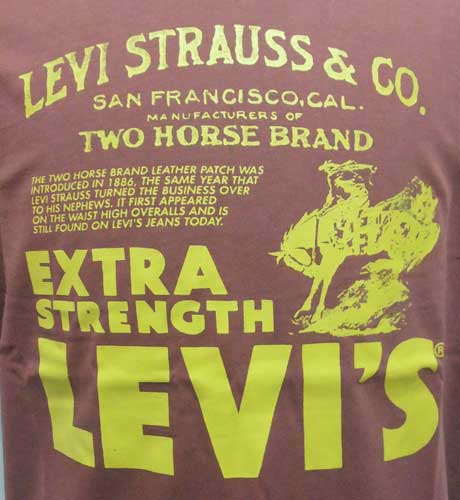 LEVI STRAUSS & CO.
SAN FRANCISCO, CAL.
MANUFACTURERS OF
TWO HORSE BRAND
THE TWO HORSE BRAND LEATHER PATCH WAS
INTRODUCED IN 1886, THE SAME YEAR THAT
LEVI STRAUSS TURNED THE BUSINESS OVER
TO HIS NEPHEWS. IT FIRST APPEARED
ON THE WAIST HIGH OVERALLS AND IS
STILL FOUND ON LEVI'S JEANS TODAY.
EXTRA
STRENGTH
LEVI'S®